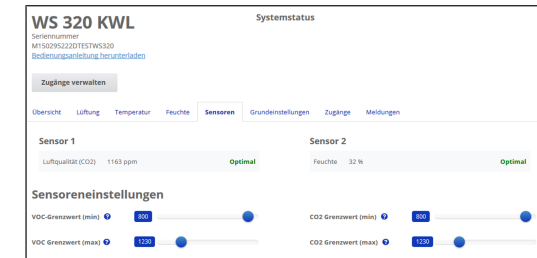 WS 320 KWL
Systemstatus
Seriennummer
M150295222DTESTWS320
Bedienungsanleitung herunterladen
Zugänge verwalten
Übersicht Lüftung Temperatur Feuchte Sensoren Grundeinstellungen Zugänge Meldungen
Sensor 1 Sensor 2
Luftqualität (CO2) 1163 ppm Optimal Feuchte 32 % Optimal
Sensoreneinstellungen
VOC-Grenzwert (min) ? 800 CO2 Grenzwert (min) ? 800
VOC Grenzwert (max) ? 1230 CO2 Grenzwert (max) ? 1230